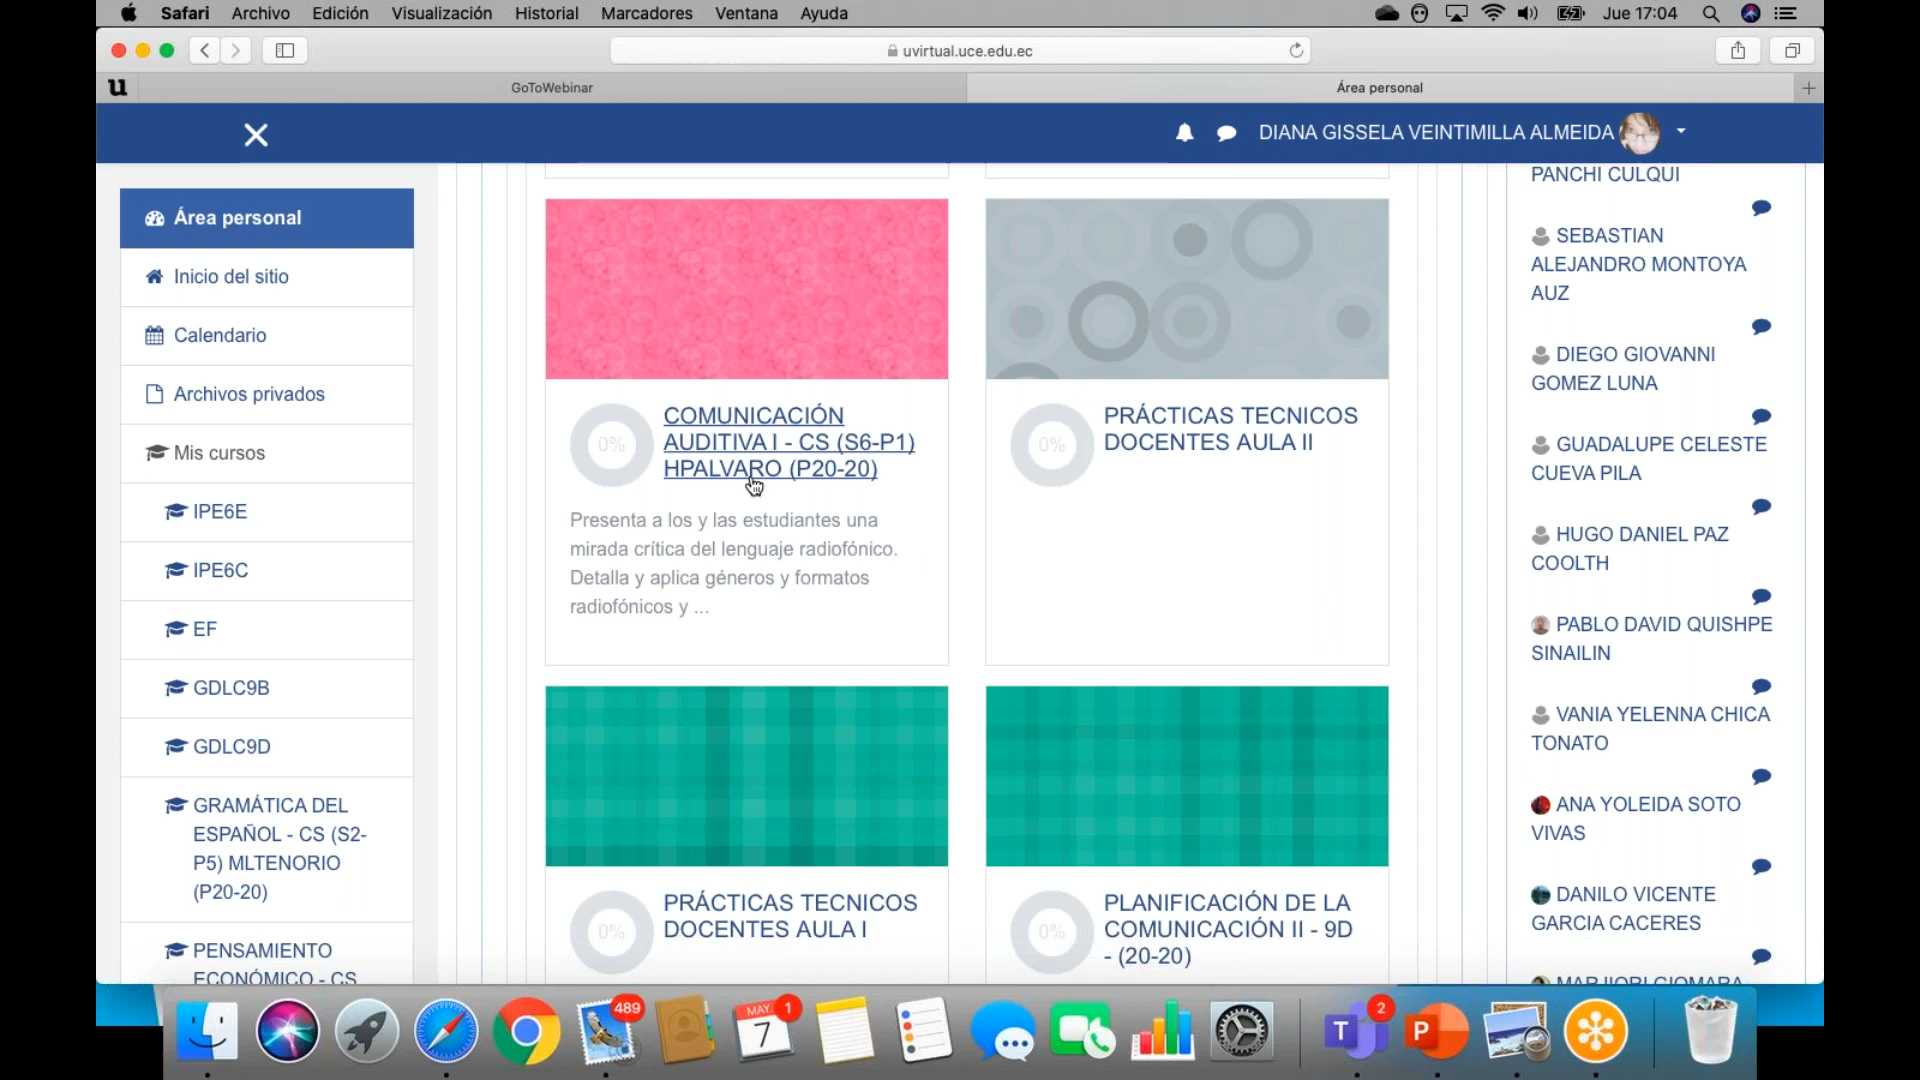 Safari Archivo Edición Visualización Historial Marcadores Ventana Ayuda Jue 17:04
uvirtual.uce.edu.ec
u GoToWebinar Área personal
DIANA GISSELA VEINTIMILLA ALMEIDA
Área personal
Inicio del sitio
Calendario
Archivos privados
Mis cursos
IPE6E
IPE6C
EF
GDLC9B
GDLC9D
GRAMÁTICA DEL
ESPAÑOL - CS (S2-
P5) MLTENORIO
(P20-20)
PENSAMIENTO
ECONÓMICO - CS
0%
COMUNICACIÓN
AUDITIVA I - CS (S6-P1)
HPALVARO (P20-20)
Presenta a los y las estudiantes una
mirada crítica del lenguaje radiofónico.
Detalla y aplica géneros y formatos
radiofónicos y ...
0%
PRÁCTICAS TECNICOS
DOCENTES AULA II
0%
PRÁCTICAS TECNICOS
DOCENTES AULA I
0%
PLANIFICACIÓN DE LA
COMUNICACIÓN II - 9D
- (20-20)
PANCHI CULQUI
SEBASTIAN
ALEJANDRO MONTOYA
AUZ
DIEGO GIOVANNI
GOMEZ LUNA
GUADALUPE CELESTE
CUEVA PILA
HUGO DANIEL PAZ
COOLTH
PABLO DAVID QUISHPE
SINAILIN
VANIA YELENNA CHICA
TONATO
ANA YOLEIDA SOTO
VIVAS
DANILO VICENTE
GARCIA CACERES
489
MAY. 1
7
T 2
P